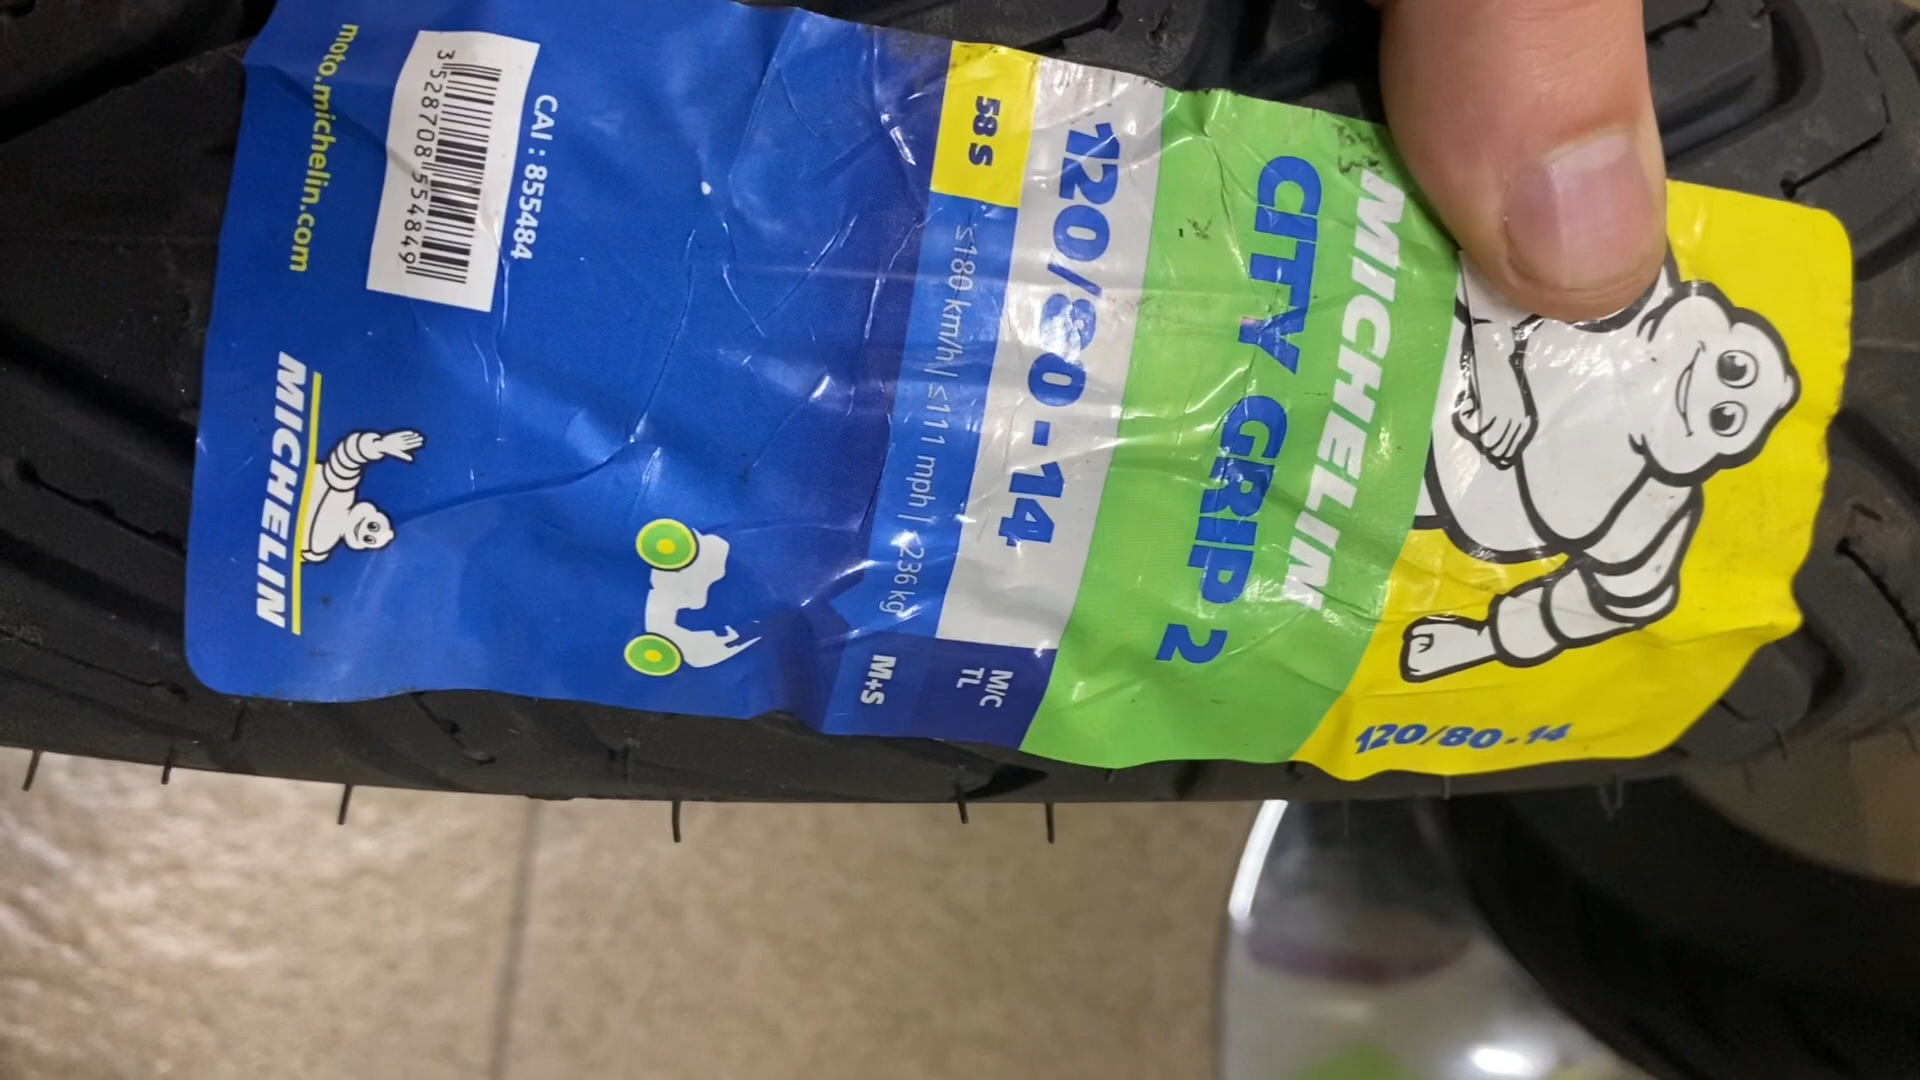 MICHELIN
CITY GRIP 2
120/80-14
120/80-14
M/C
TL
58 S
≤180 km/h | ≤111 mph | ≤236 kg
M+S
CAI : 855484
3 528708 554849
moto.michelin.com
MICHELIN